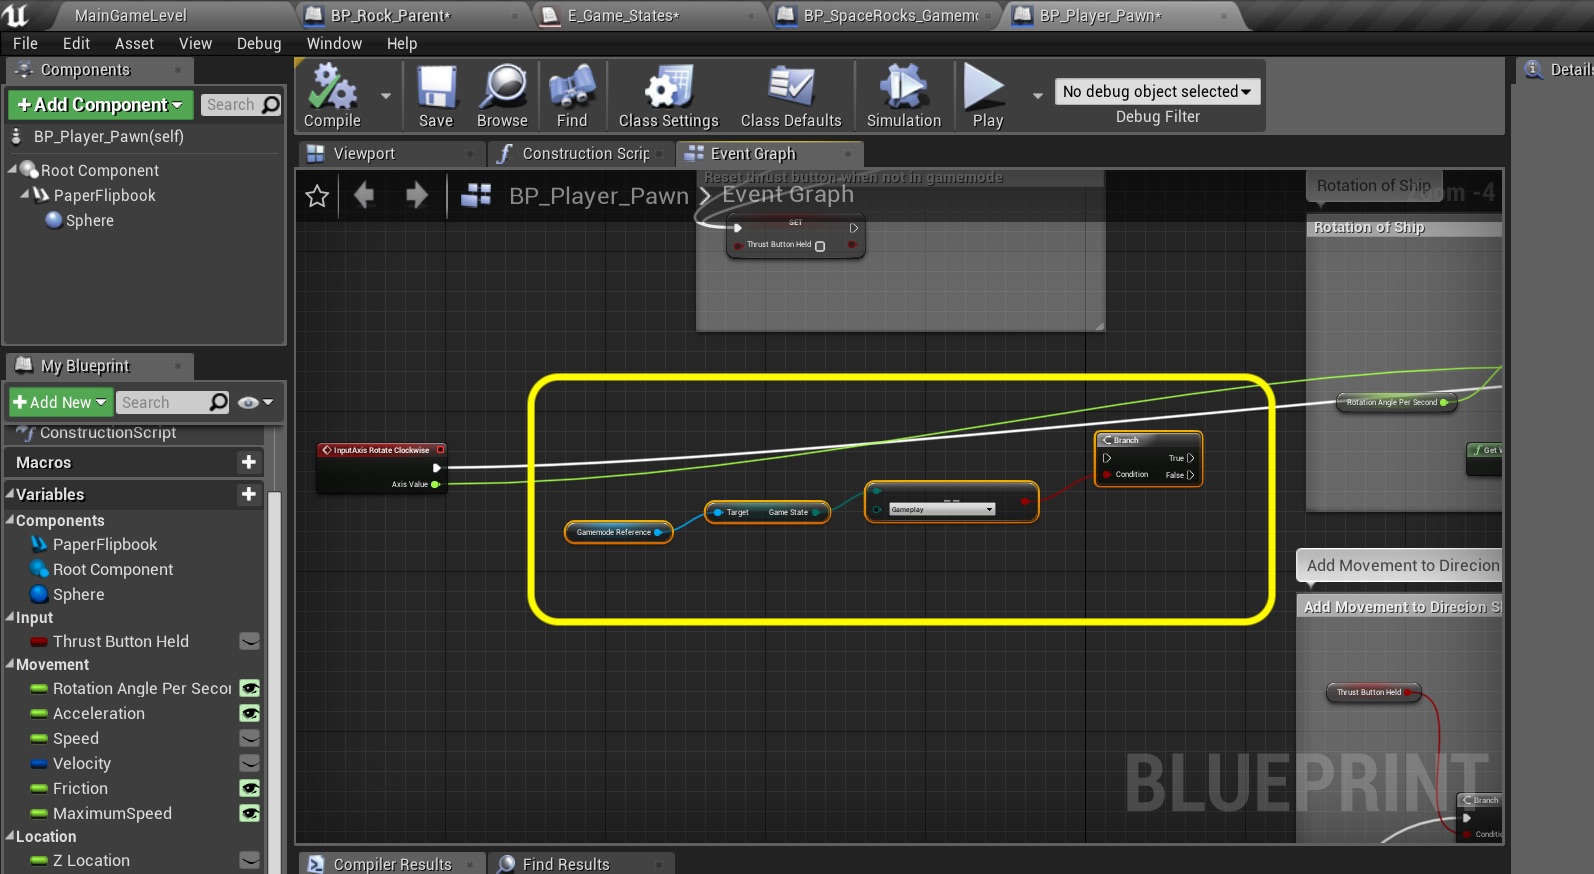 MainGameLevel
BP_Rock_Parent*
E_Game_States*
BP_SpaceRocks_Gamem
BP_Player_Pawn*
File Edit Asset View Debug Window Help
Components
+Add Component
Search
BP_Player_Pawn(self)
Root Component
PaperFlipbook
Sphere
Compile
Save
Browse
Find
Class Settings
Class Defaults
Simulation
Play
No debug object selected
Debug Filter
Details
Viewport
Construction Scrip
Event Graph
BP_Player_Pawn > Event Graph
Reset thrust button when not in gamemode
SET
Thrust Button Held
Rotation of Ship
Zoom -4
Rotation of Ship
Rotation Angle Per Second
Get
InputAxis Rotate Clockwise
Axis Value
Gamemode Reference
Target Game State
==
Gameplay
Branch
True
Condition False
Add Movement to Direcion
Add Movement to Direcion S
Thrust Button Held
Branch
Conditic
BLUEPRINT
My Blueprint
+Add New
Search
ConstructionScript
Macros
Variables
Components
PaperFlipbook
Root Component
Sphere
Input
Thrust Button Held
Movement
Rotation Angle Per Secor
Acceleration
Speed
Velocity
Friction
MaximumSpeed
Location
Z Location
Compiler Results
Find Results